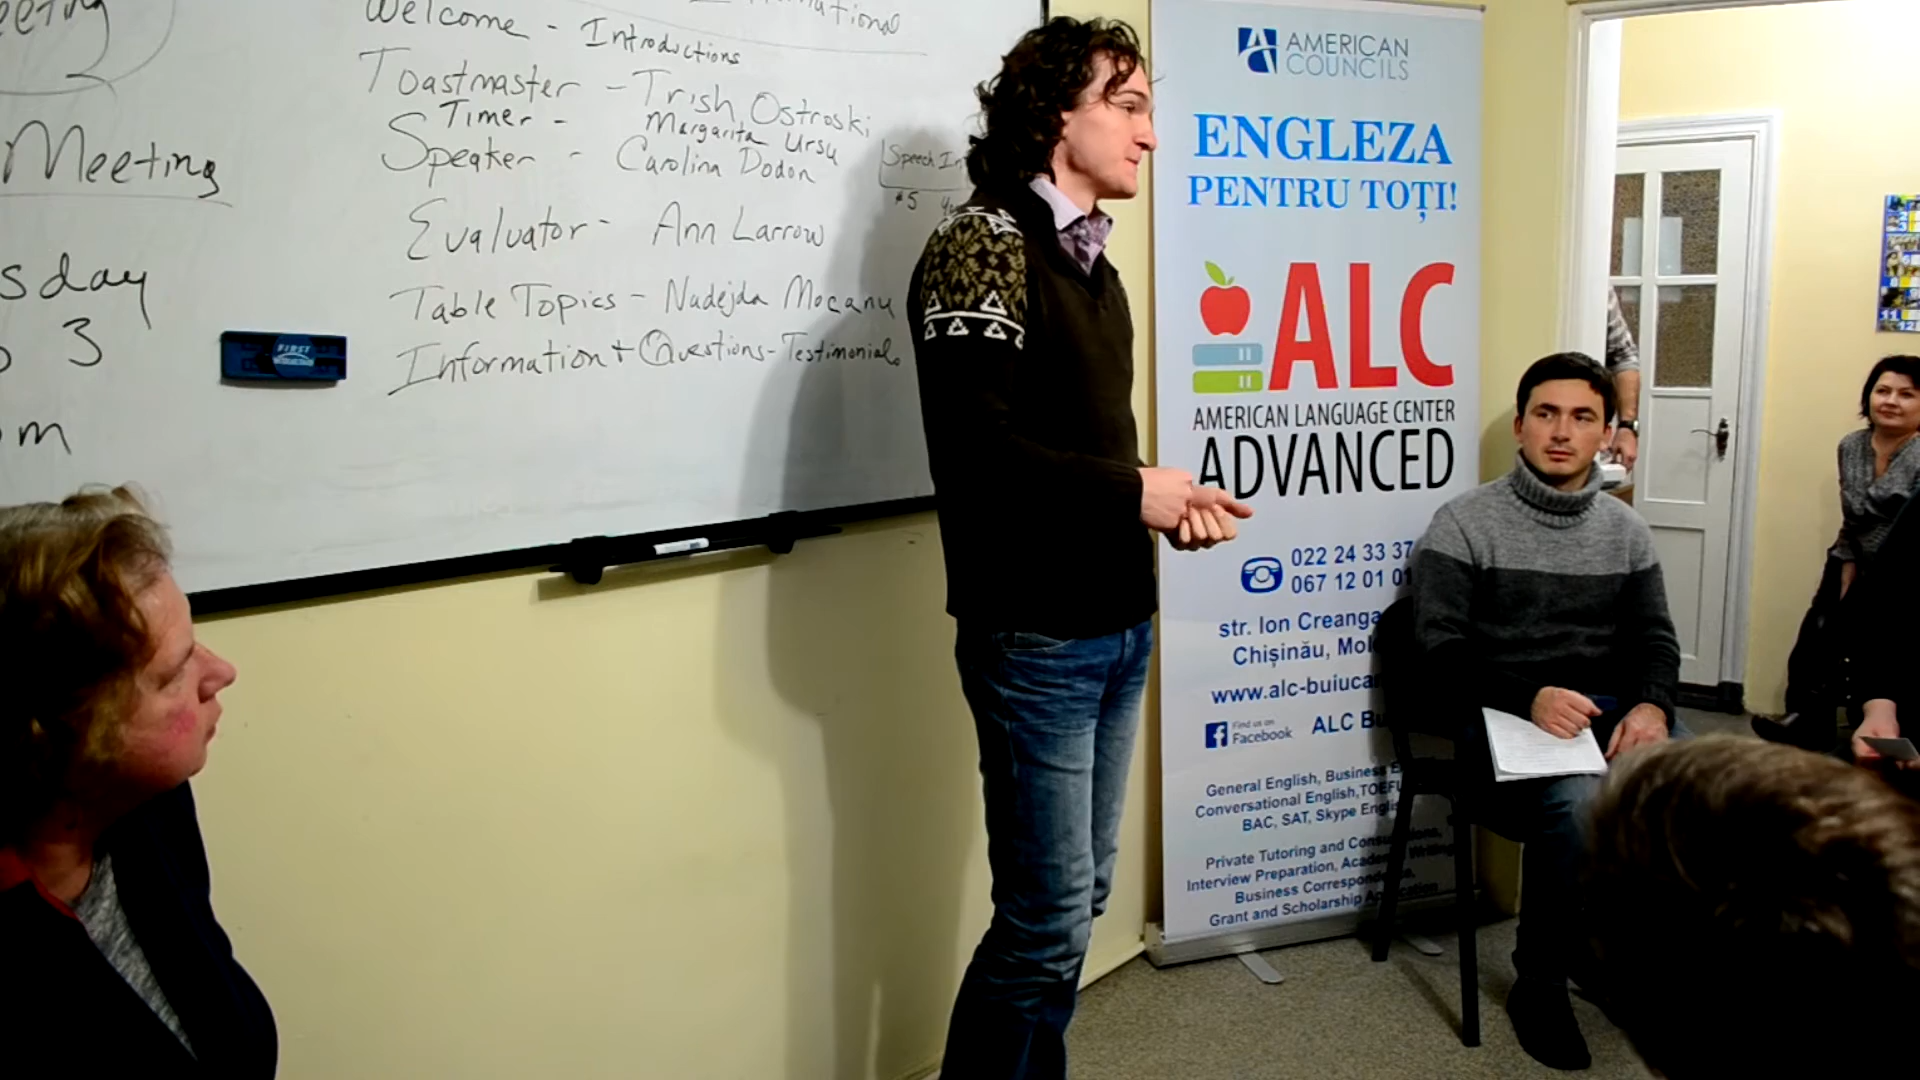 Meeting
sday
3
m
Welcome - Introductions
Toastmaster - Trish Ostroski
Timer - Margarita Ursu
Speaker - Carolina Dodon
Speech
#5
Evaluator - Ann Larrow
Table Topics - Nadejda Mocanu
Information + Questions - Testimonials
FIRST
AMERICAN
COUNCILS
ENGLEZA
PENTRU TOȚI!
ALC
AMERICAN LANGUAGE CENTER
ADVANCED
022 24 33 37
067 12 01 01
str. Ion Creanga
Chișinău, Mol
www.alc-buiuca
Find us on
Facebook
ALC Bu
General English, Business E
Conversational English, TOEFL
BAC, SAT, Skype Englis
Private Tutoring and Consultations,
Interview Preparation, Academic Writing
Business Correspondence,
Grant and Scholarship Application